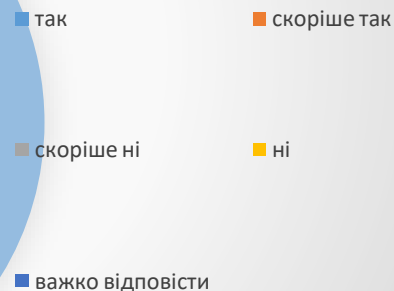 так
скоріше так
скоріше ні
ні
важко відповісти